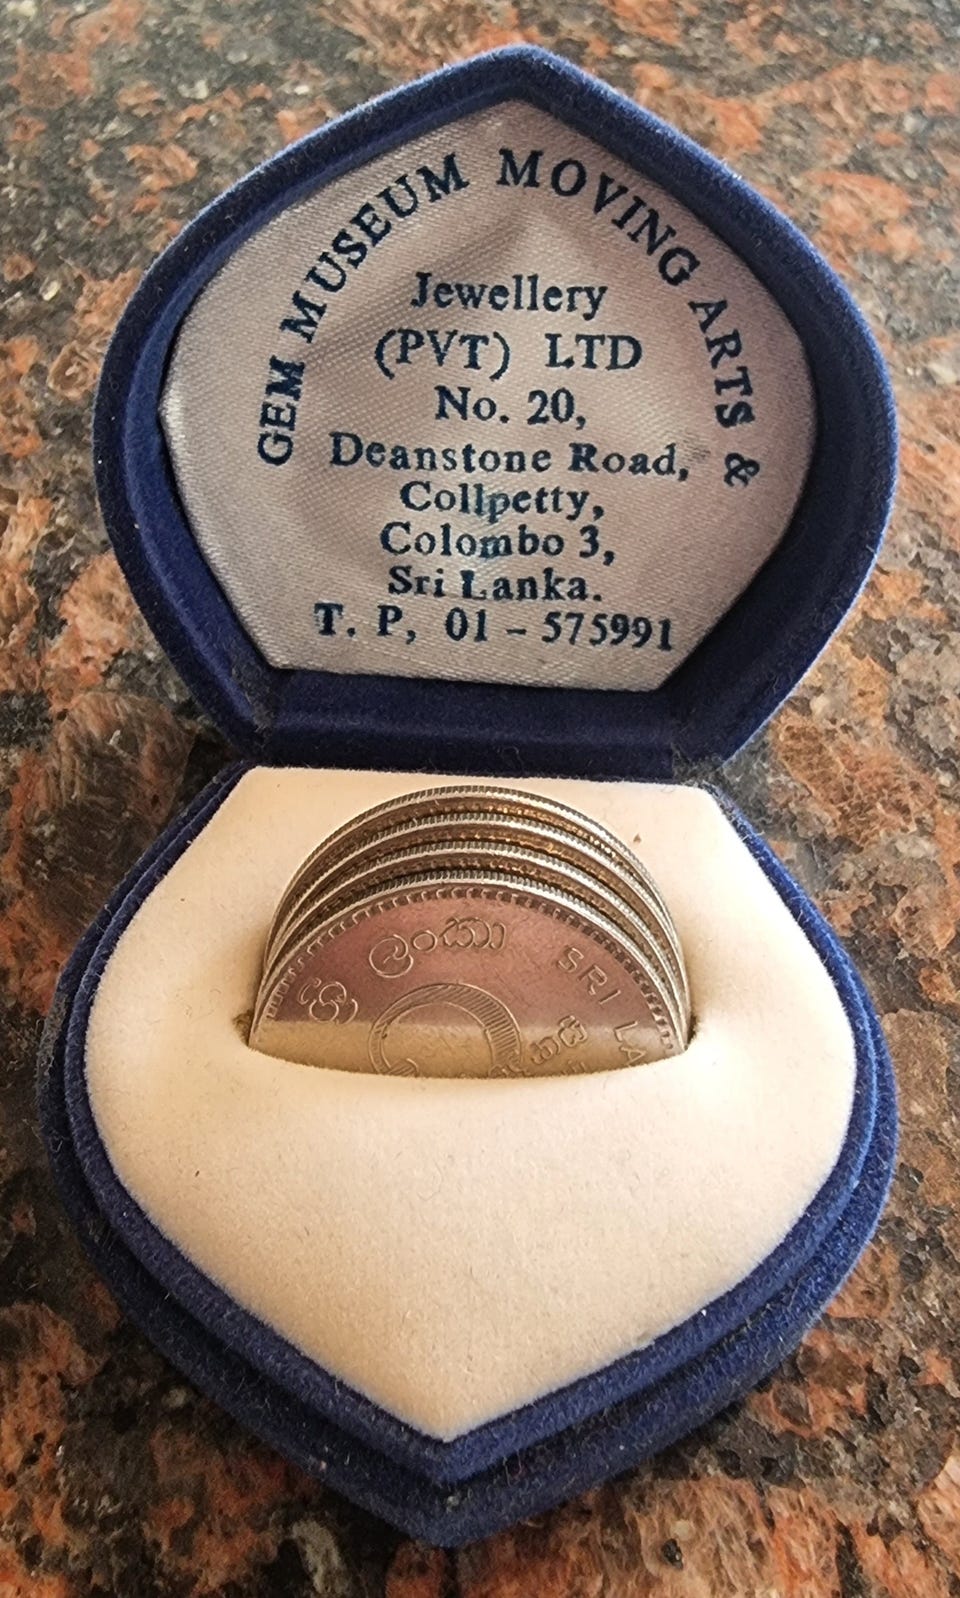 GEM MUSEUM MOVING ARTS &
Jewellery
(PVT) LTD
No. 20,
Deanstone Road,
Collpetty,
Colombo 3,
Sri Lanka.
T. P, 01 - 575991
ශ්‍රී ලංකා SRI